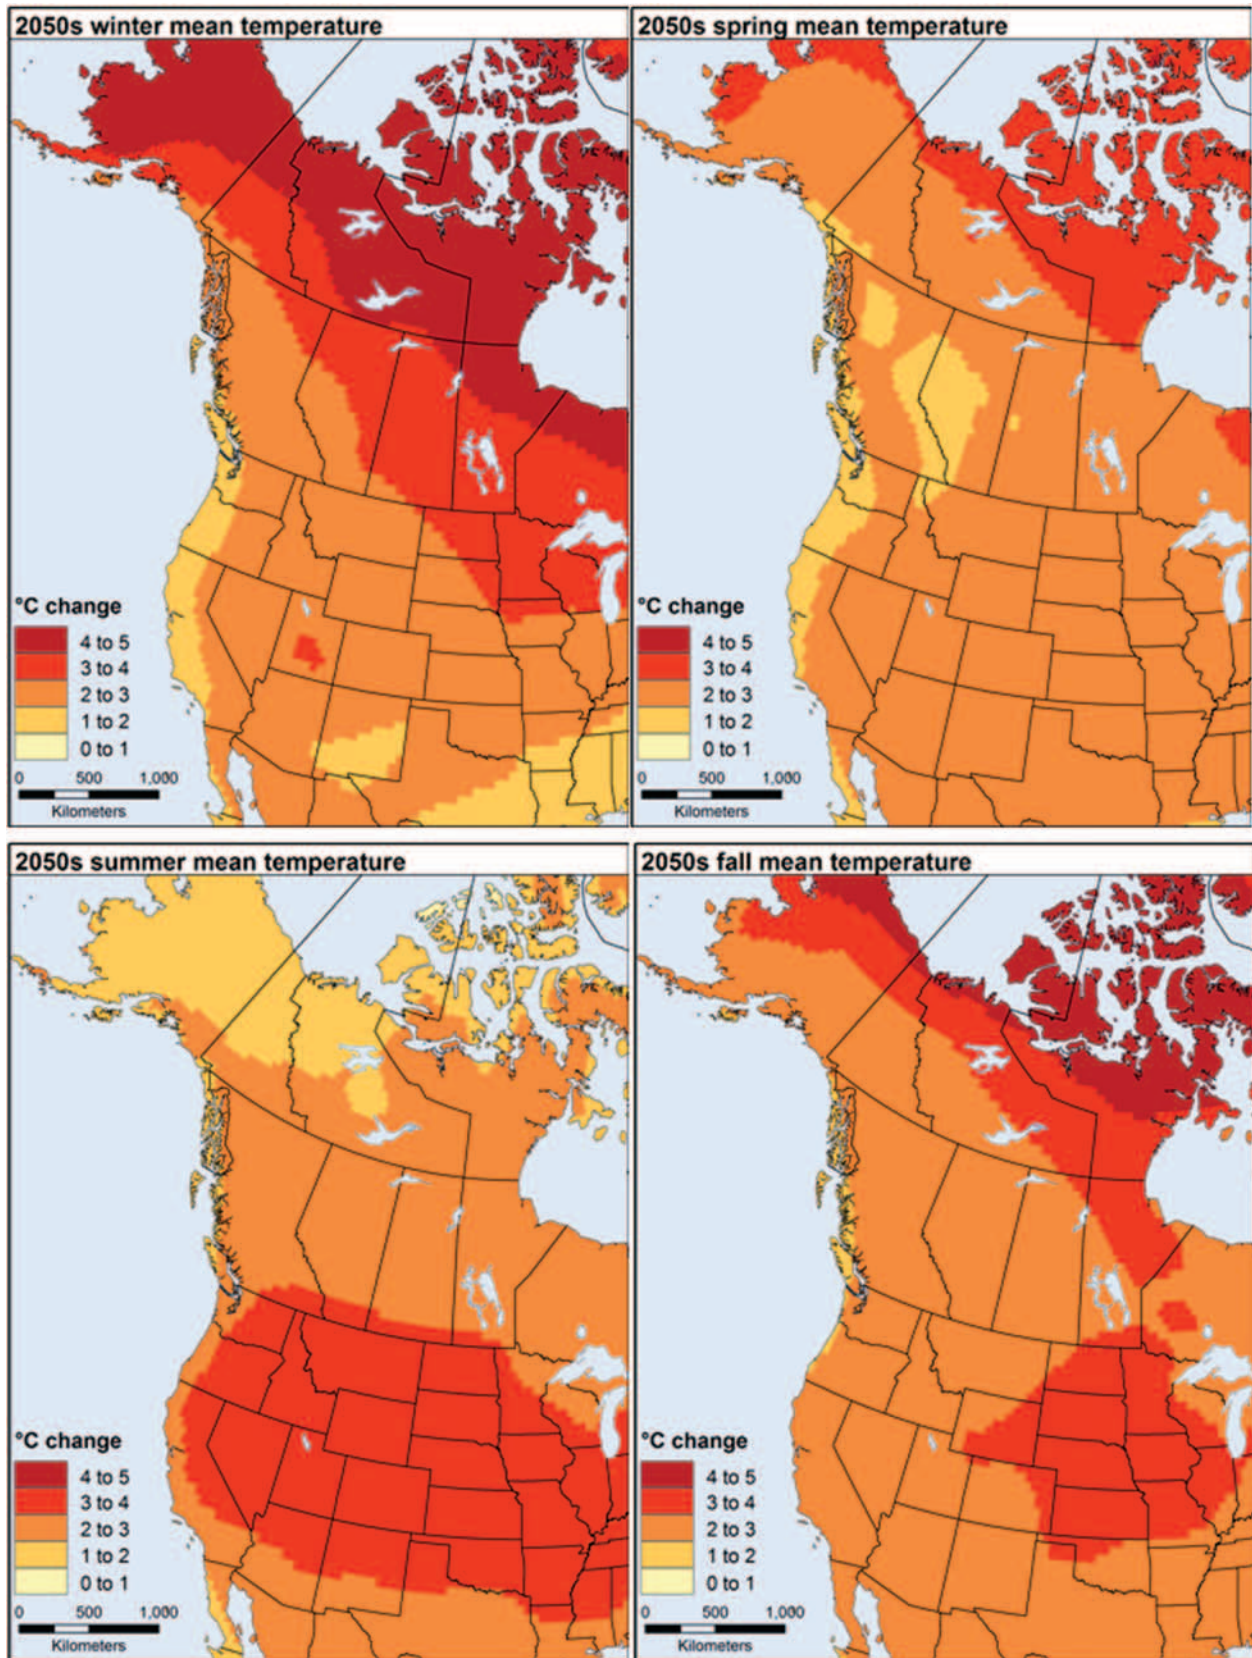 2050s winter mean temperature
°C change
4 to 5
3 to 4
2 to 3
1 to 2
0 to 1
0 500 1,000
Kilometers
2050s spring mean temperature
°C change
4 to 5
3 to 4
2 to 3
1 to 2
0 to 1
0 500 1,000
Kilometers
2050s summer mean temperature
°C change
4 to 5
3 to 4
2 to 3
1 to 2
0 to 1
0 500 1,000
Kilometers
2050s fall mean temperature
°C change
4 to 5
3 to 4
2 to 3
1 to 2
0 to 1
0 500 1,000
Kilometers